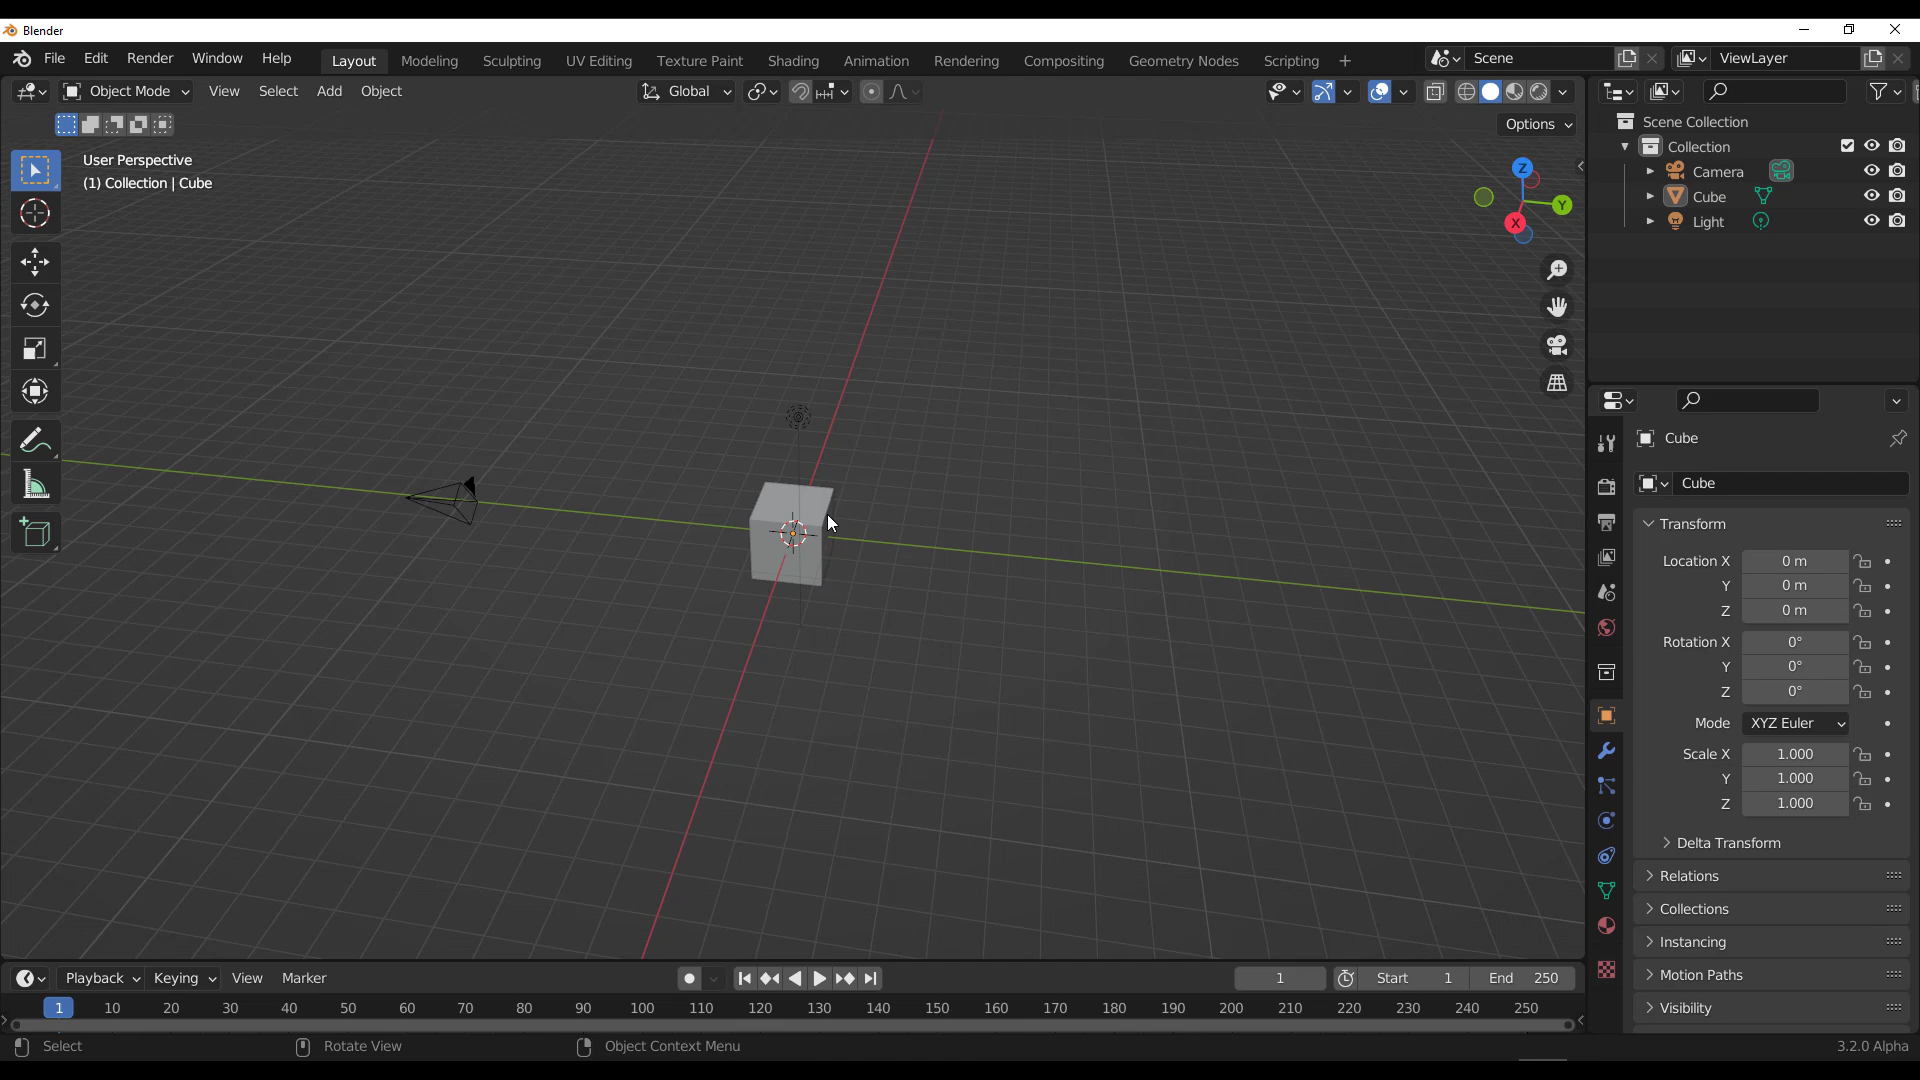 Blender
File Edit Render Window Help Layout Modeling Sculpting UV Editing Texture Paint Shading Animation Rendering Compositing Geometry Nodes Scripting + Scene ViewLayer
Object Mode View Select Add Object Global
Options
User Perspective
(1) Collection | Cube
Z
Y
X
Scene Collection
Collection
Camera
Cube
Light
Cube
Cube
Transform
Location X 0 m
Y 0 m
Z 0 m
Rotation X 0°
Y 0°
Z 0°
Mode XYZ Euler
Scale X 1.000
Y 1.000
Z 1.000
Delta Transform
Relations
Collections
Instancing
Motion Paths
Visibility
Playback Keying View Marker 1 Start 1 End 250
1 10 20 30 40 50 60 70 80 90 100 110 120 130 140 150 160 170 180 190 200 210 220 230 240 250
Select Rotate View Object Context Menu 3.2.0 Alpha